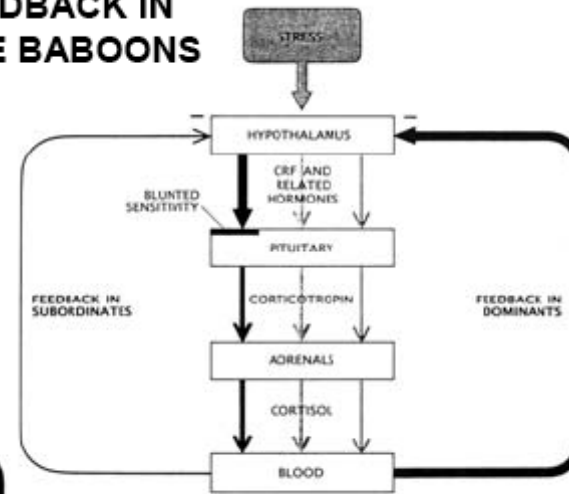 DBACK IN
E BABOONS
STRESS
HYPOTHALAMUS
CRF AND
RELATED
HORMONES
BLUNTED
SENSITIVITY
PITUITARY
FEEDBACK IN
SUBORDINATES
CORTICOTROPIN
FEEDBACK IN
DOMINANTS
ADRENALS
CORTISOL
BLOOD